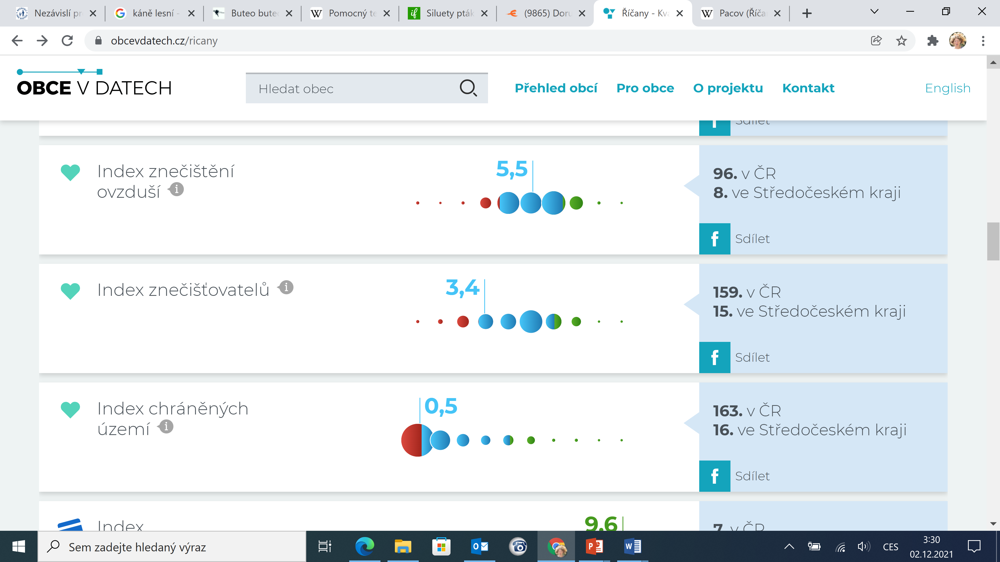 Nezávislí pr
káně lesní -
Buteo buteo
Pomocný te
Siluety pták
(9865) Doru
Říčany - Kva
Pacov (Říča
obcevdatech.cz/ricany
OBCE V DATECH
Hledat obec
Přehled obcí
Pro obce
O projektu
Kontakt
English
Sdílet
Index znečištění
ovzduší
5,5
96. v ČR
8. ve Středočeském kraji
Sdílet
Index znečišťovatelů
3,4
159. v ČR
15. ve Středočeském kraji
Sdílet
Index chráněných
území
0,5
163. v ČR
16. ve Středočeském kraji
Sdílet
Index
9,6
7. v ČR
Sem zadejte hledaný výraz
CES
3:30
02.12.2021